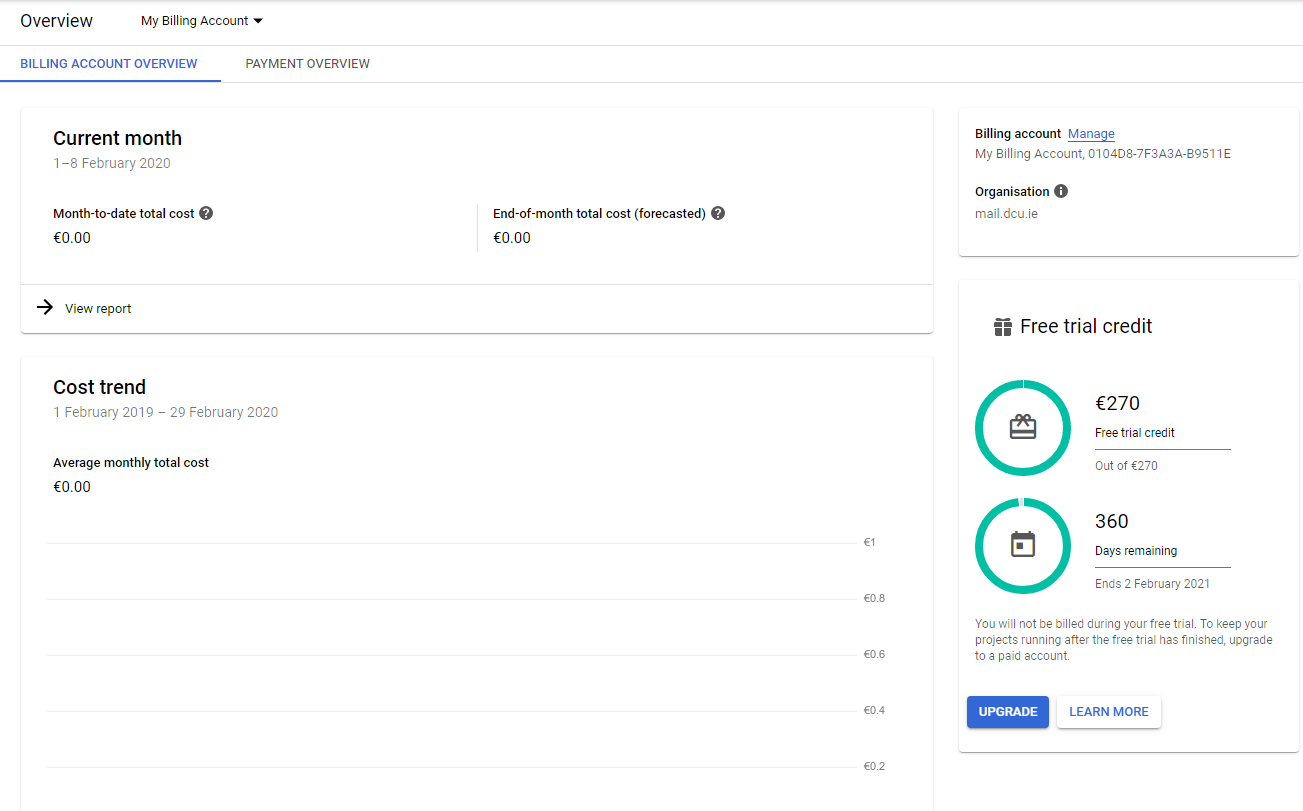 Overview
My Billing Account
BILLING ACCOUNT OVERVIEW
PAYMENT OVERVIEW
Current month
1–8 February 2020
Month-to-date total cost
€0.00
End-of-month total cost (forecasted)
€0.00
View report
Cost trend
1 February 2019 – 29 February 2020
Average monthly total cost
€0.00
€1
€0.8
€0.6
€0.4
€0.2
Billing account Manage
My Billing Account, 0104D8-7F3A3A-B9511E
Organisation
mail.dcu.ie
Free trial credit
€270
Free trial credit
Out of €270
360
Days remaining
Ends 2 February 2021
You will not be billed during your free trial. To keep your
projects running after the free trial has finished, upgrade
to a paid account.
UPGRADE
LEARN MORE